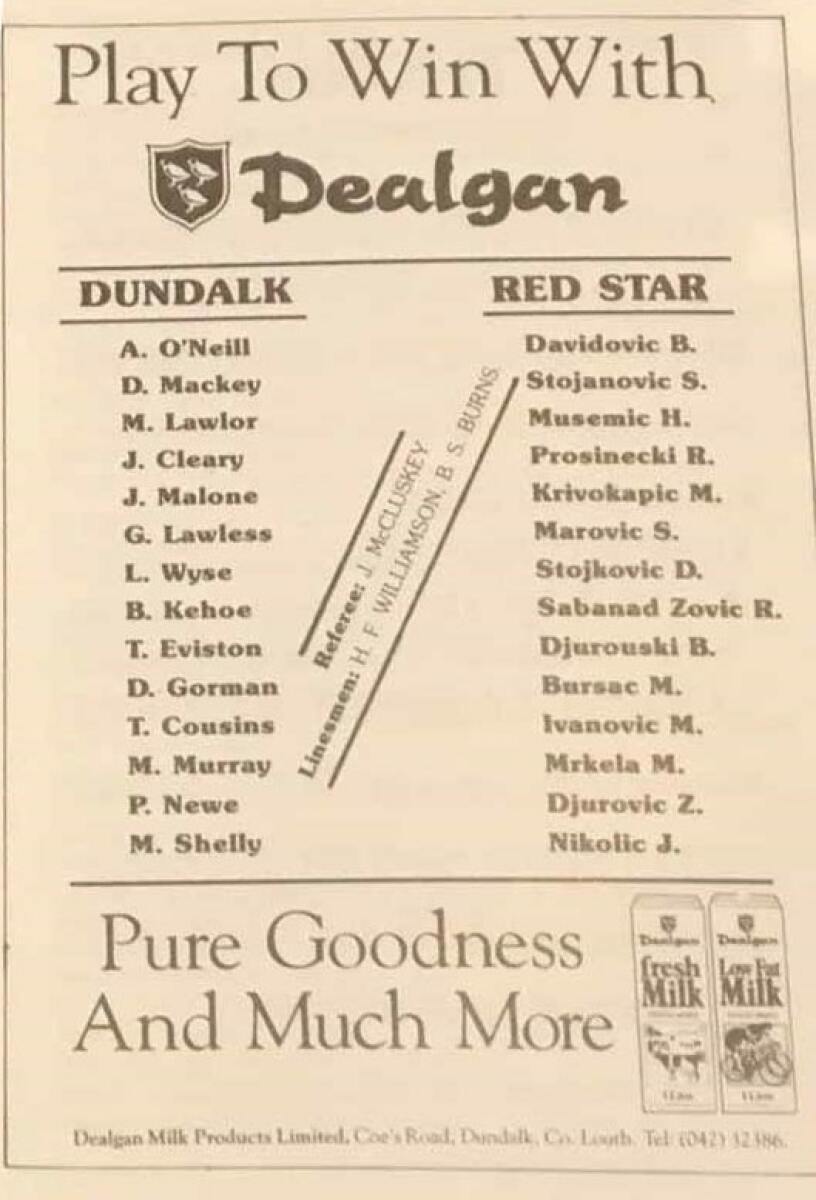 Play To Win With
Dealgan
DUNDALK
A. O'Neill
D. Mackey
M. Lawlor
J. Cleary
J. Malone
G. Lawless
L. Wyse
B. Kehoe
T. Eviston
D. Gorman
T. Cousins
M. Murray
P. Newe
M. Shelly
Referee: J. McCLUSKEY
Linesmen: H. F. WILLIAMSON, B. S. BURNS
RED STAR
Davidovic B.
Stojanovic S.
Musemic H.
Prosinecki R.
Krivokapic M.
Marovic S.
Stojkovic D.
Sabanad Zovic R.
Djurouski B.
Bursac M.
Ivanovic M.
Mrkela M.
Djurovic Z.
Nikolic J.
Pure Goodness
And Much More
Dealgan
fresh
Milk
Dealgan
Low Fat
Milk
Dealgan Milk Products Limited, Coe's Road, Dundalk, Co. Louth. Tel: (042) 32386.